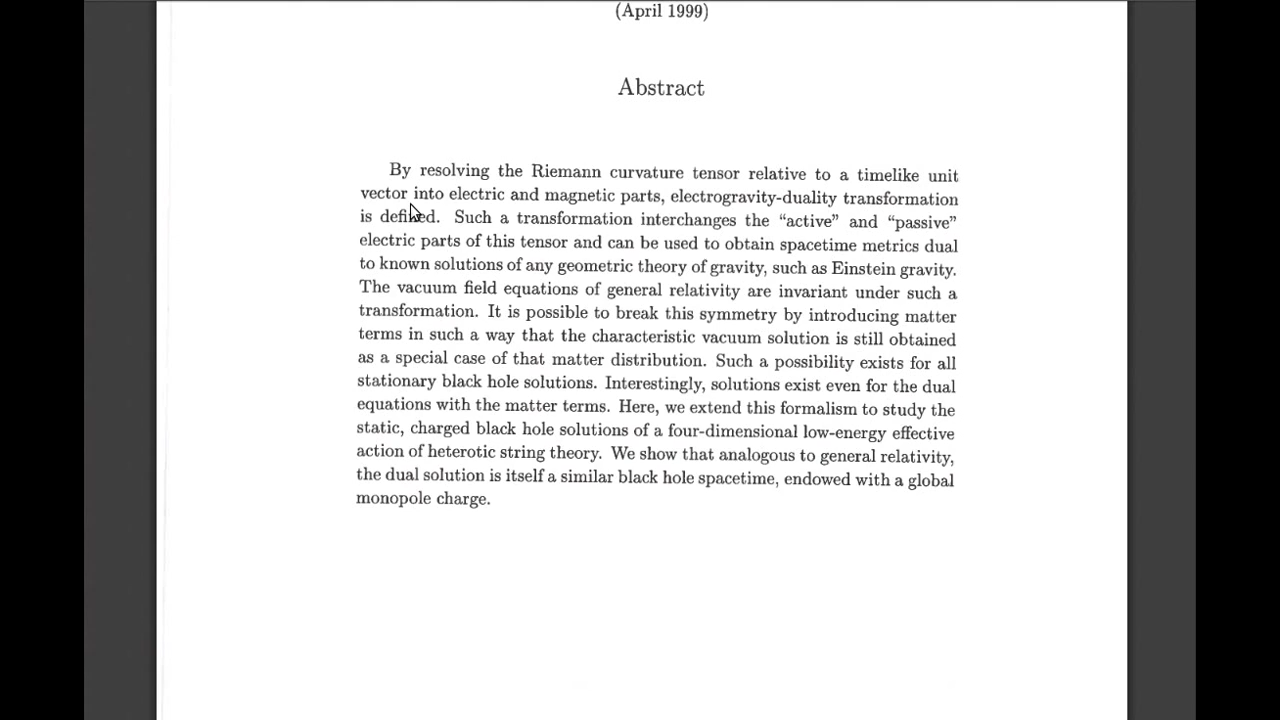 (April 1999)
Abstract
By resolving the Riemann curvature tensor relative to a timelike unit
vector into electric and magnetic parts, electrogravity-duality transformation
is defined. Such a transformation interchanges the “active” and “passive”
electric parts of this tensor and can be used to obtain spacetime metrics dual
to known solutions of any geometric theory of gravity, such as Einstein gravity.
The vacuum field equations of general relativity are invariant under such a
transformation. It is possible to break this symmetry by introducing matter
terms in such a way that the characteristic vacuum solution is still obtained
as a special case of that matter distribution. Such a possibility exists for all
stationary black hole solutions. Interestingly, solutions exist even for the dual
equations with the matter terms. Here, we extend this formalism to study the
static, charged black hole solutions of a four-dimensional low-energy effective
action of heterotic string theory. We show that analogous to general relativity,
the dual solution is itself a similar black hole spacetime, endowed with a global
monopole charge.